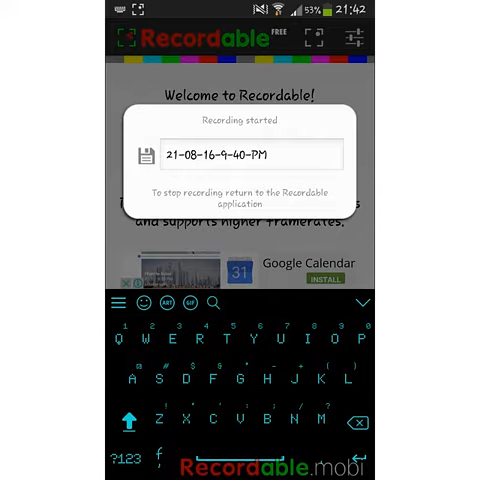 53% 21:42
Recordable FREE
Welcome to Recordable!
Recording started
21-08-16-9-40-PM
To stop recording return to the Recordable
application
and supports higher framerates.
31 Google Calendar
INSTALL
ART GIF
1 2 3 4 5 6 7 8 9 0
Q W E R T Y U I O P
@ # & * - + = ( )
A S D F G H J K L
_ $ " ' : ; / ?
Z X C V B N M
?123 ,
Recordable.mobi